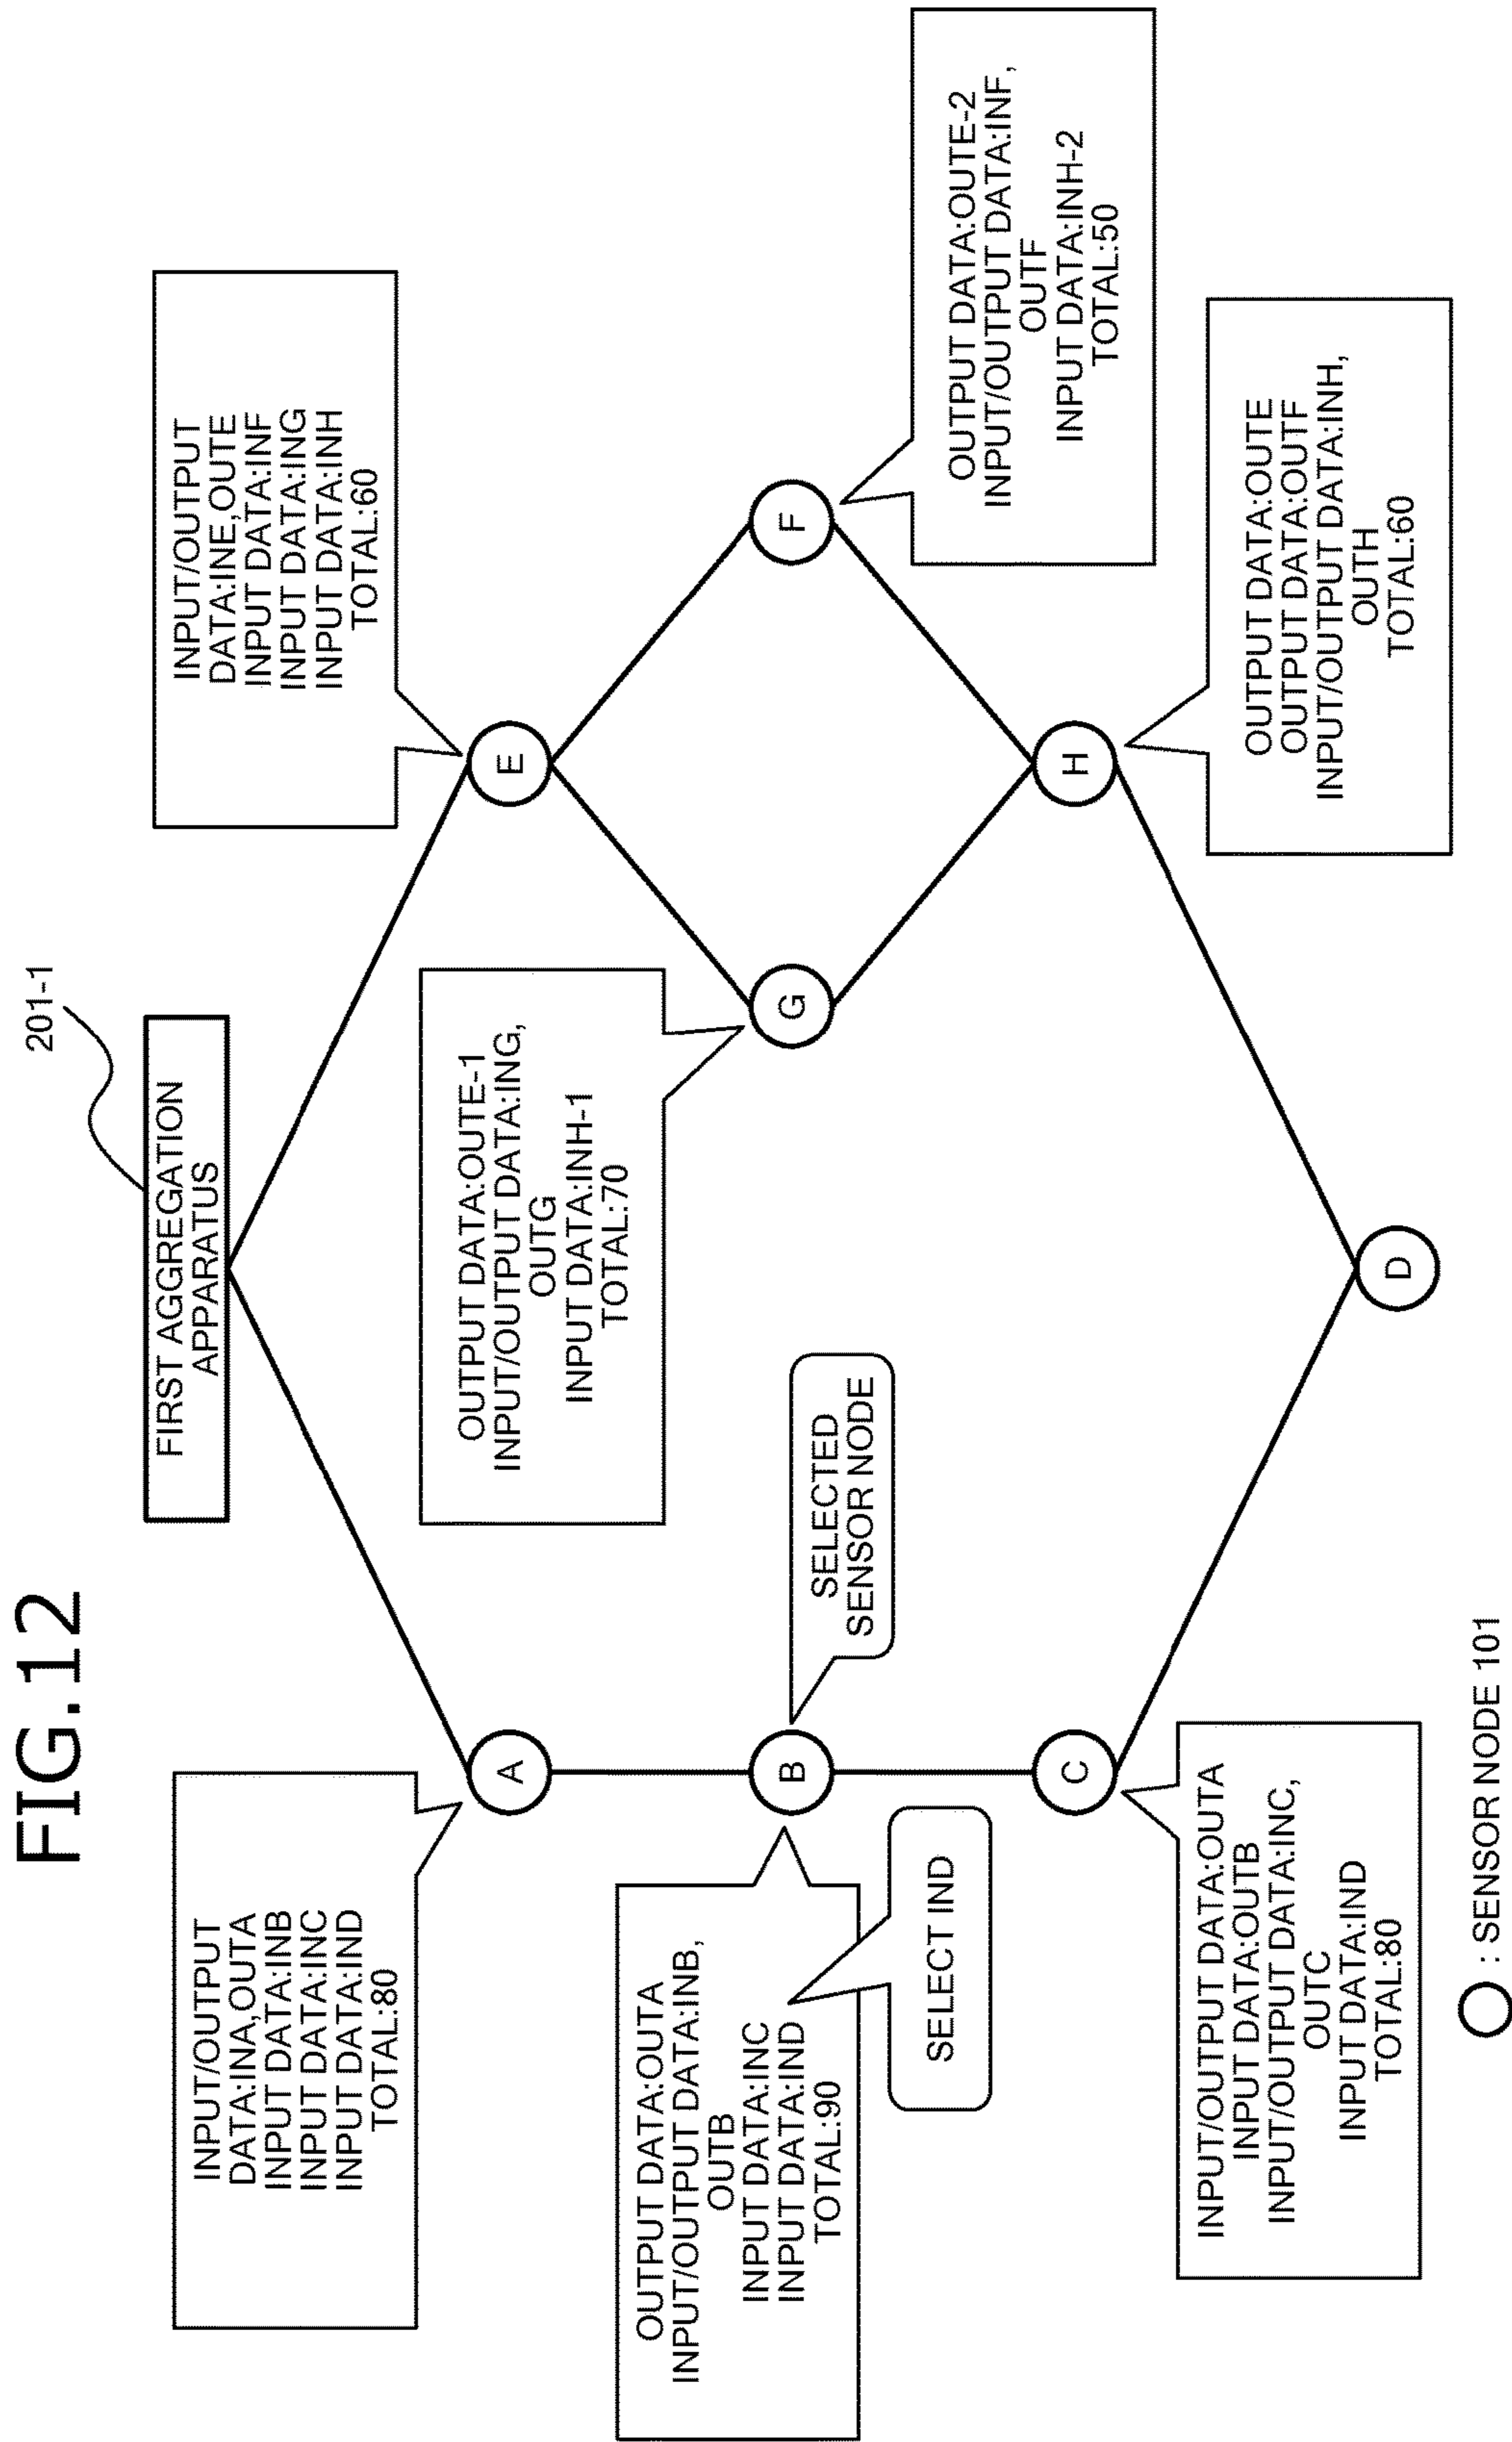 FIG.12
201-1
FIRST AGGREGATION
APPARATUS
INPUT/OUTPUT
DATA:INA,OUTA
INPUT DATA:INB
INPUT DATA:INC
INPUT DATA:IND
TOTAL:80
A
INPUT/OUTPUT
DATA:INE,OUTE
INPUT DATA:INF
INPUT DATA:ING
INPUT DATA:INH
TOTAL:60
E
OUTPUT DATA:OUTA
INPUT/OUTPUT DATA:INB,
OUTB
INPUT DATA:INC
INPUT DATA:IND
TOTAL:90
B
SELECTED
SENSOR NODE
SELECT IND
OUTPUT DATA:OUTE-1
INPUT/OUTPUT DATA:ING,
OUTG
INPUT DATA:INH-1
TOTAL:70
G
F
OUTPUT DATA:OUTE-2
INPUT/OUTPUT DATA:INF,
OUTF
INPUT DATA:INH-2
TOTAL:50
C
INPUT/OUTPUT DATA:OUTA
INPUT DATA:OUTB
INPUT/OUTPUT DATA:INC,
OUTC
INPUT DATA:IND
TOTAL:80
H
OUTPUT DATA:OUTE
OUTPUT DATA:OUTF
INPUT/OUTPUT DATA:INH,
OUTH
TOTAL:60
D
: SENSOR NODE 101